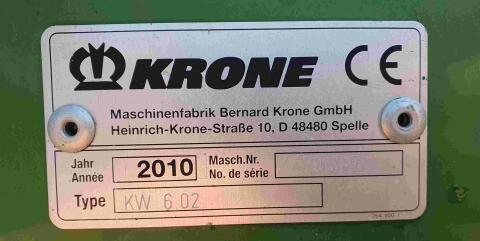 KRONE CE
Maschinenfabrik Bernard Krone GmbH
Heinrich-Krone-Straße 10, D 48480 Spelle
Jahr
Année
2010
Masch.Nr.
No. de série
Type
KW 6.02